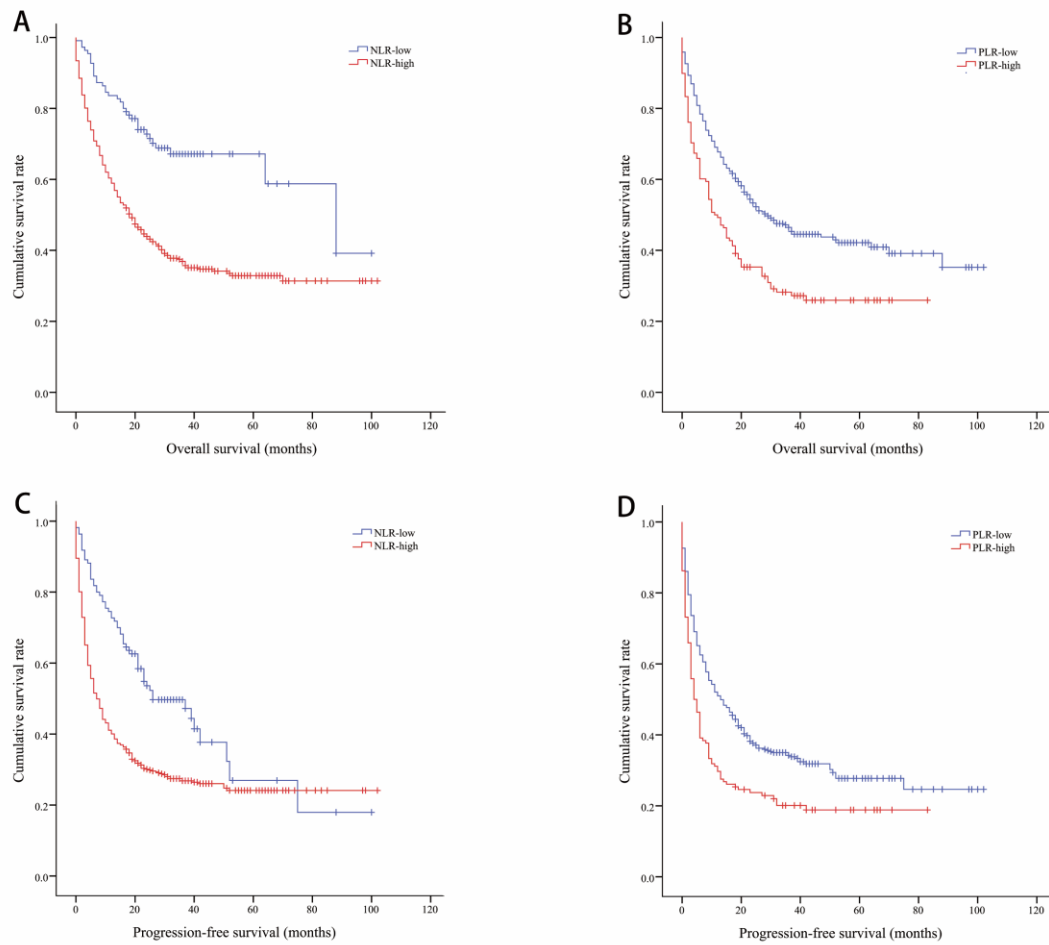 A
NLR-low
NLR-high
1.0
0.8
0.6
0.4
0.2
0.0
0 20 40 60 80 100 120
Cumulative survival rate
Overall survival (months)
B
PLR-low
PLR-high
1.0
0.8
0.6
0.4
0.2
0.0
0 20 40 60 80 100 120
Cumulative survival rate
Overall survival (months)
C
NLR-low
NLR-high
1.0
0.8
0.6
0.4
0.2
0.0
0 20 40 60 80 100 120
Cumulative survival rate
Progression-free survival (months)
D
PLR-low
PLR-high
1.0
0.8
0.6
0.4
0.2
0.0
0 20 40 60 80 100 120
Cumulative survival rate
Progression-free survival (months)